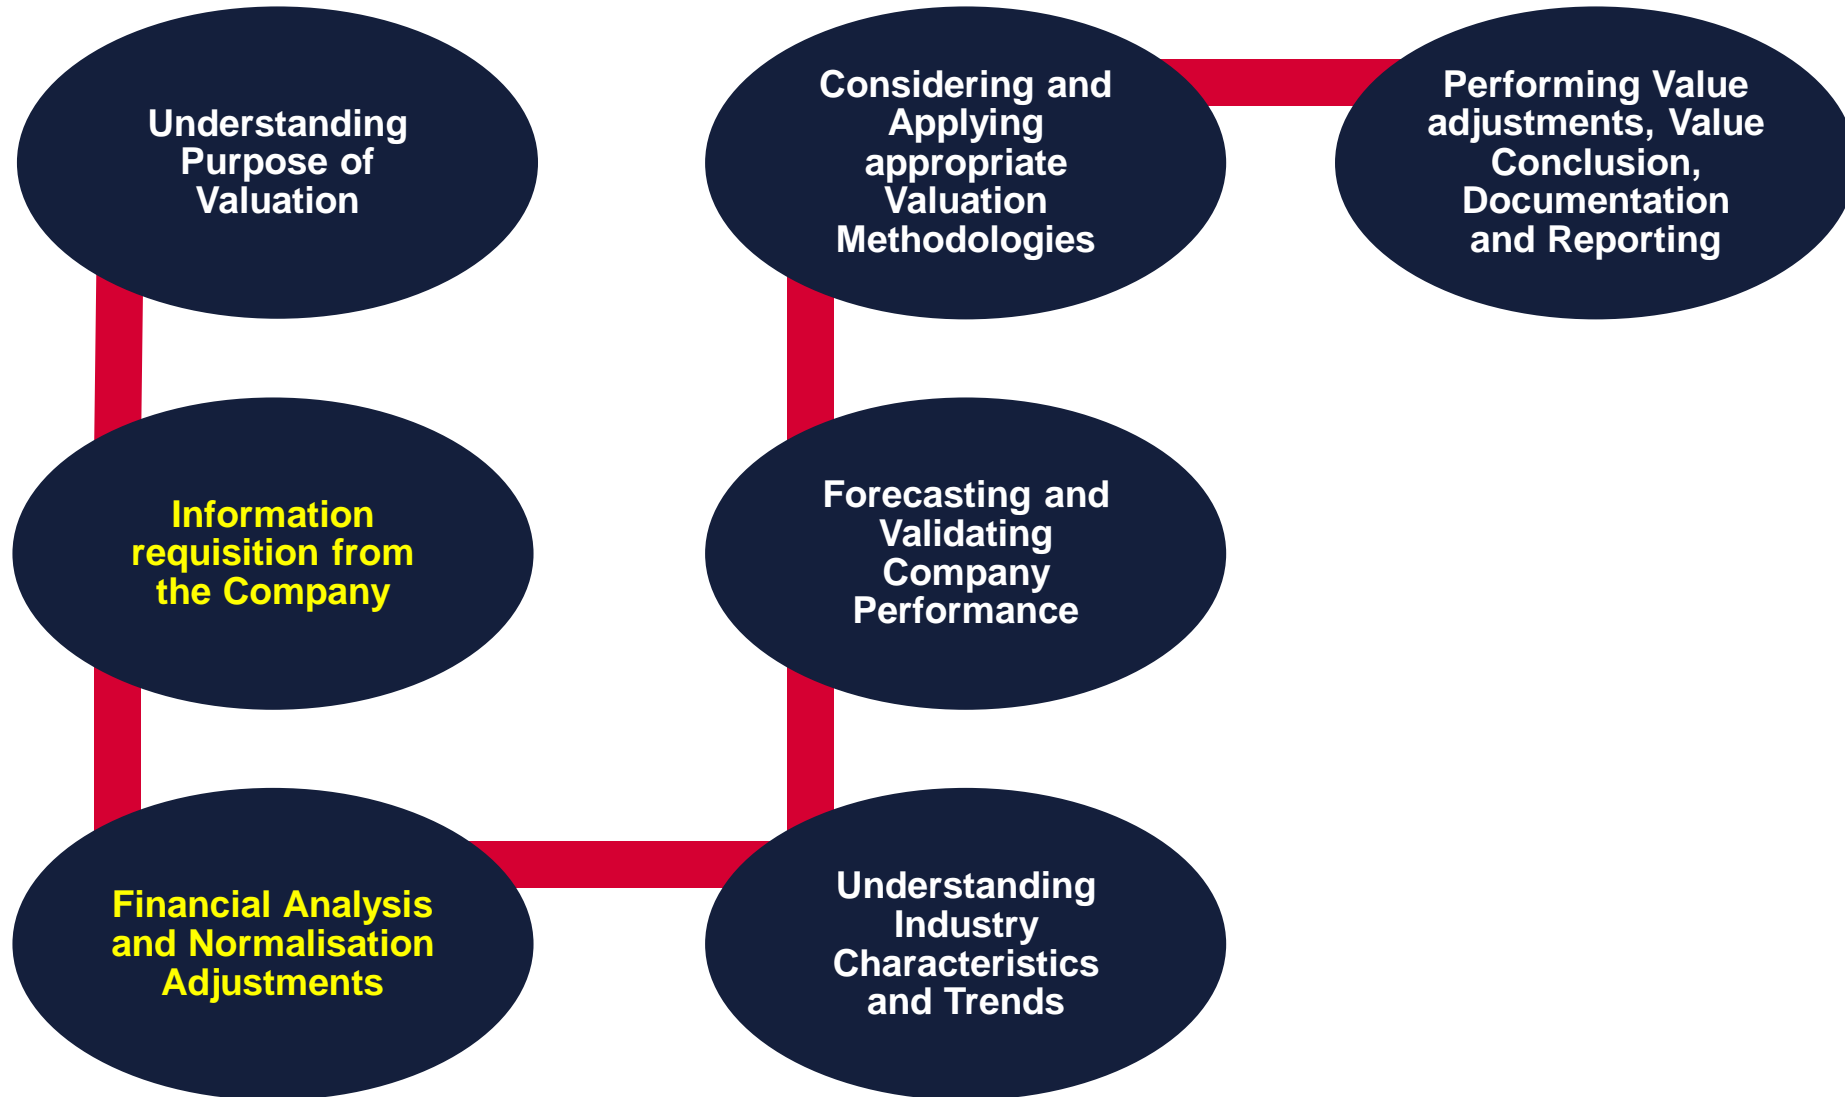 Understanding
Purpose of
Valuation
Information
requisition from
the Company
Financial Analysis
and Normalisation
Adjustments
Understanding
Industry
Characteristics
and Trends
Forecasting and
Validating
Company
Performance
Considering and
Applying
appropriate
Valuation
Methodologies
Performing Value
adjustments, Value
Conclusion,
Documentation
and Reporting